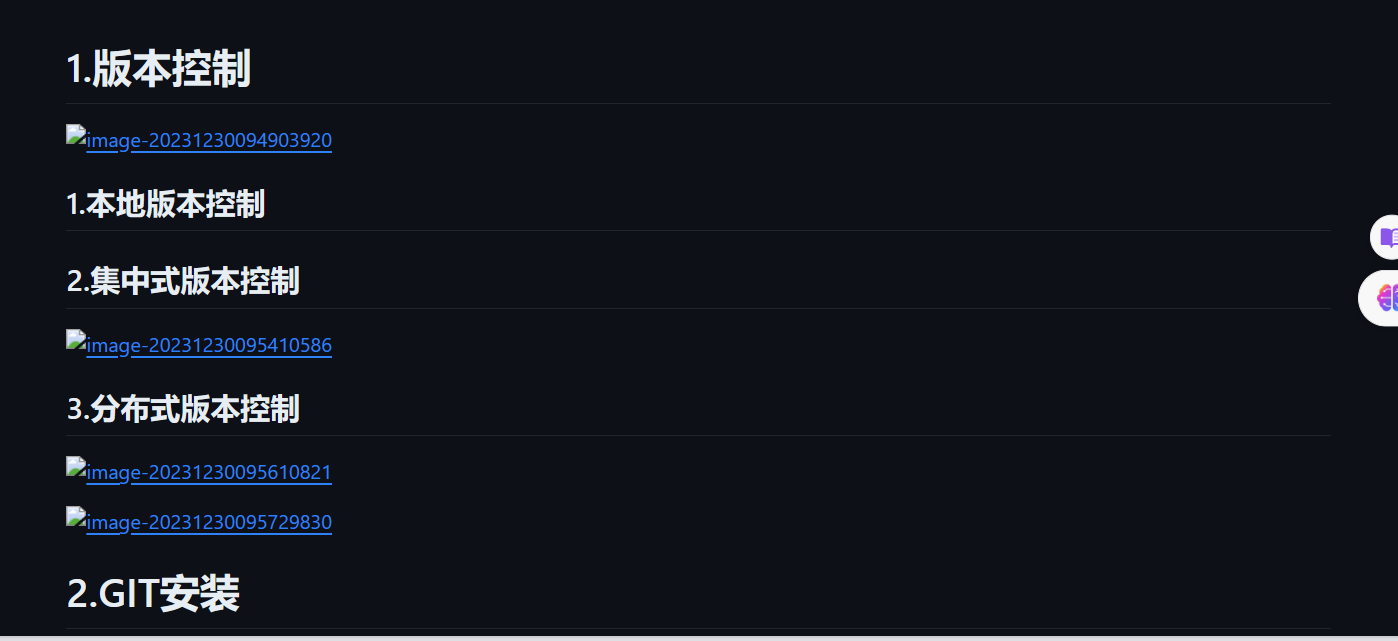 1.版本控制
image-20231230094903920
1.本地版本控制
2.集中式版本控制
image-20231230095410586
3.分布式版本控制
image-20231230095610821
image-20231230095729830
2.GIT安装